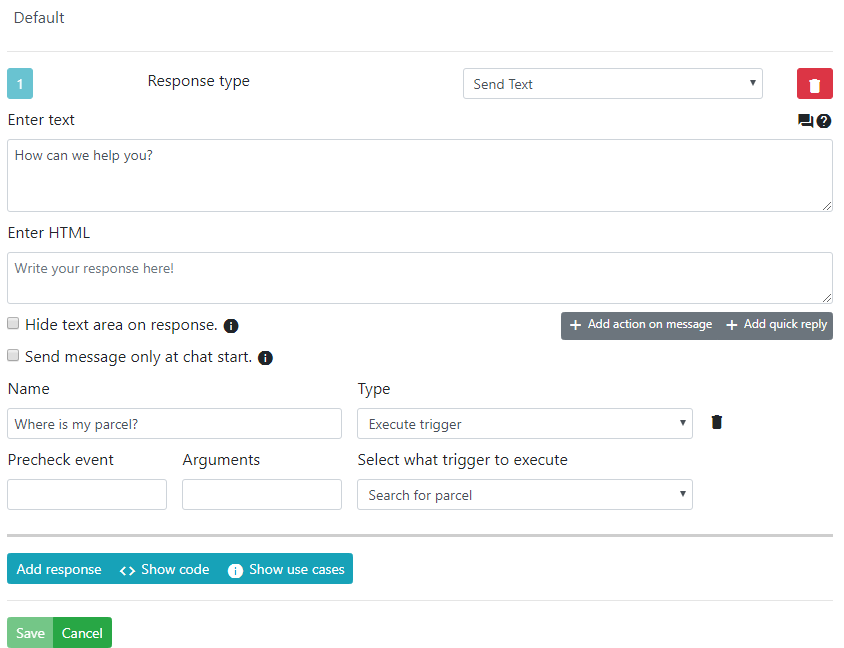 Default
1 Response type Send Text
Enter text
How can we help you?
Enter HTML
Write your response here!
Hide text area on response. Add action on message Add quick reply
Send message only at chat start.
Name Type
Where is my parcel? Execute trigger
Precheck event Arguments Select what trigger to execute
Search for parcel
Add response Show code Show use cases
Save Cancel